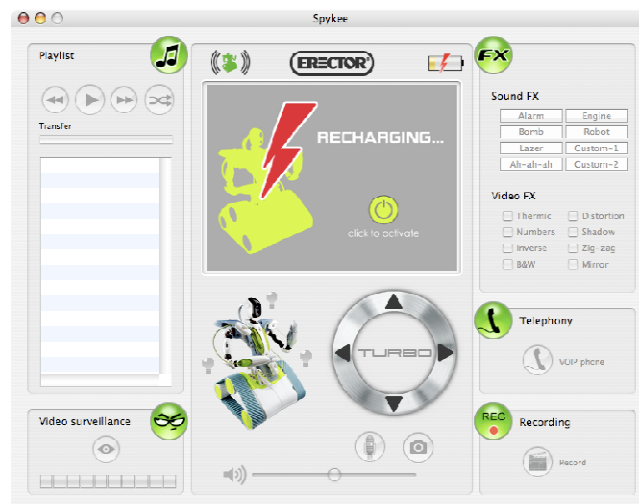 Spykee
Playlist
Transfer
Video surveillance
ERECTOR®
RECHARGING...
click to activate
TURBO
FX
Sound FX
Alarm Engine
Bomb Robot
Lazer Custom-1
Ah-ah-ah Custom-2
Video FX
Thermic Distortion
Numbers Shadow
Inverse Zig-zag
B&W Mirror
Telephony
VOIP phone
REC
Recording
Record